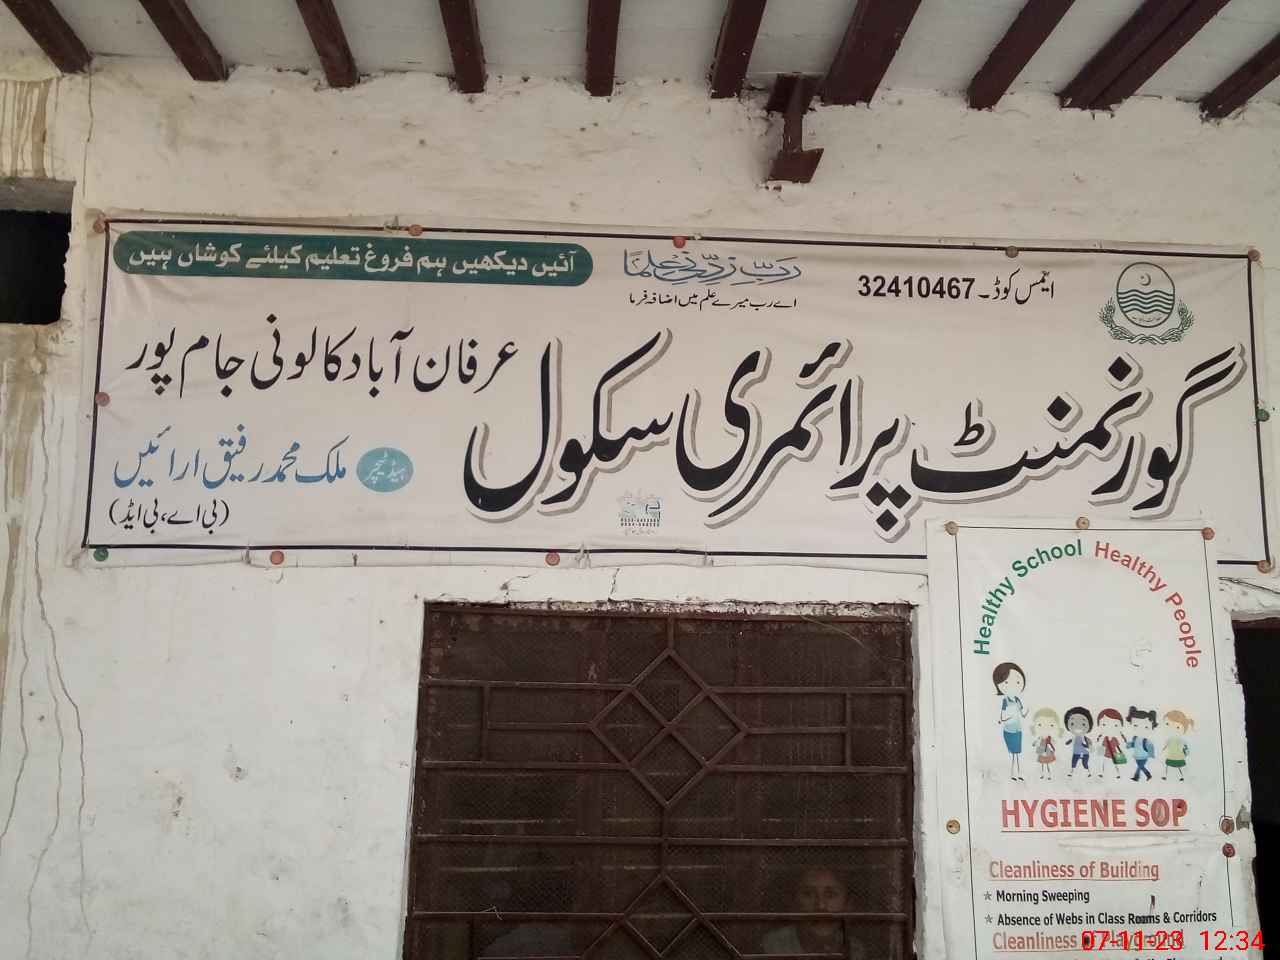 آئیں دیکھیں ہم فروغ تعلیم کیلئے کوشاں ہیں
رَبِّ زِدْنِي عِلْمًا
اے رب میرے علم میں اضافہ فرما
ایمس کوڈ۔32410467
گورنمنٹ پرائمری سکول
عرفان آباد کالونی جام پور
ہیڈ ٹیچر
ملک محمد رفیق ارائیں
(بی اے، بی ایڈ)
Healthy School Healthy People
HYGIENE SOP
Cleanliness of Building
* Morning Sweeping
* Absence of Webs in Class Rooms & Corridors
Cleanliness of Playground
07-11-23 12:34